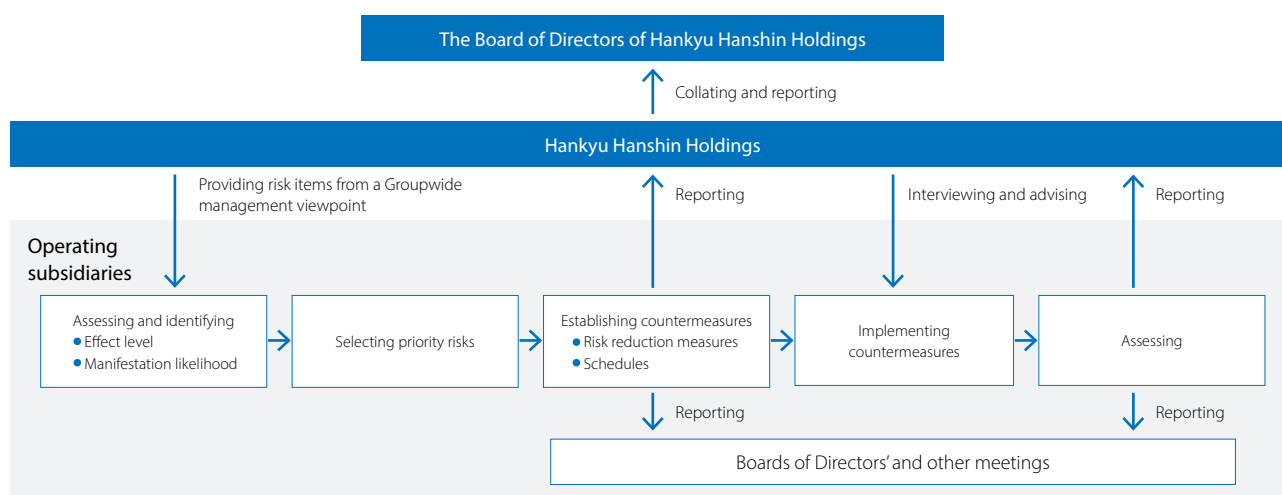 The Board of Directors of Hankyu Hanshin Holdings
Collating and reporting
Hankyu Hanshin Holdings
Providing risk items from a Groupwide
management viewpoint
Reporting
Interviewing and advising
Reporting
Operating
subsidiaries
Assessing and identifying
● Effect level
● Manifestation likelihood
Selecting priority risks
Establishing countermeasures
● Risk reduction measures
● Schedules
Implementing
countermeasures
Assessing
Reporting
Reporting
Boards of Directors’ and other meetings